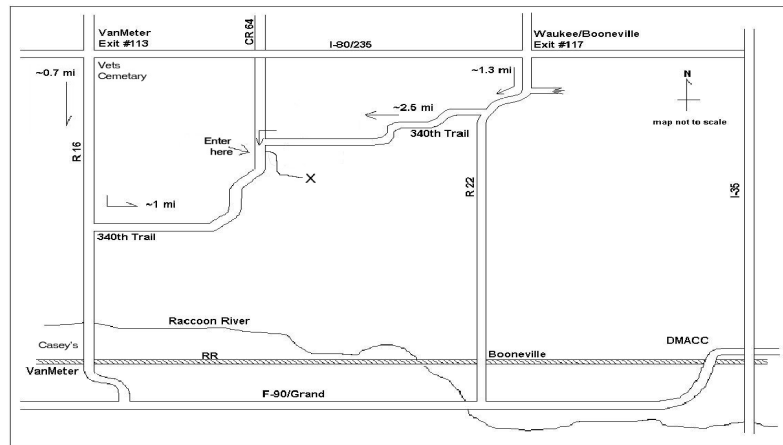 VanMeter
Exit #113
CR 64
I-80/235
Waukee/Booneville
Exit #117
~0.7 mi
Vets
Cemetary
~1.3 mi
~2.5 mi
N
map not to scale
340th Trail
Enter
here
R 16
X
R 22
I-35
~1 mi
340th Trail
Raccoon River
Casey's
RR
Booneville
DMACC
VanMeter
F-90/Grand